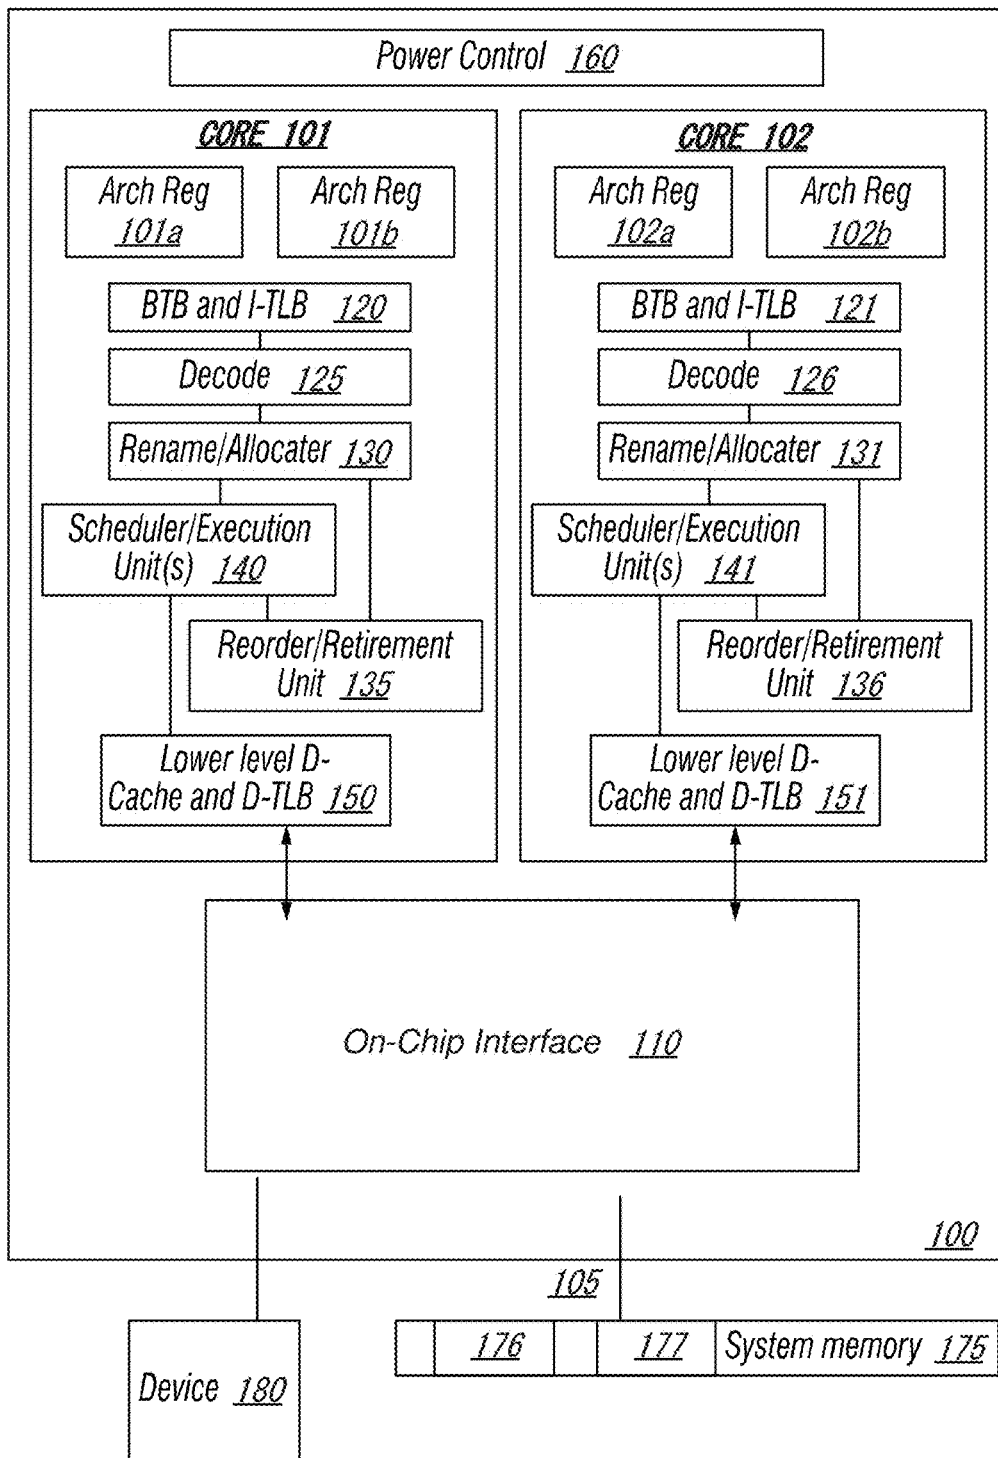 Power Control 160
CORE 101
Arch Reg
101a
Arch Reg
101b
BTB and I-TLB 120
Decode 125
Rename/Allocater 130
Scheduler/Execution
Unit(s) 140
Reorder/Retirement
Unit 135
Lower level D-
Cache and D-TLB 150
CORE 102
Arch Reg
102a
Arch Reg
102b
BTB and I-TLB 121
Decode 126
Rename/Allocater 131
Scheduler/Execution
Unit(s) 141
Reorder/Retirement
Unit 136
Lower level D-
Cache and D-TLB 151
On-Chip Interface 110
100
105
176
177
System memory 175
Device 180